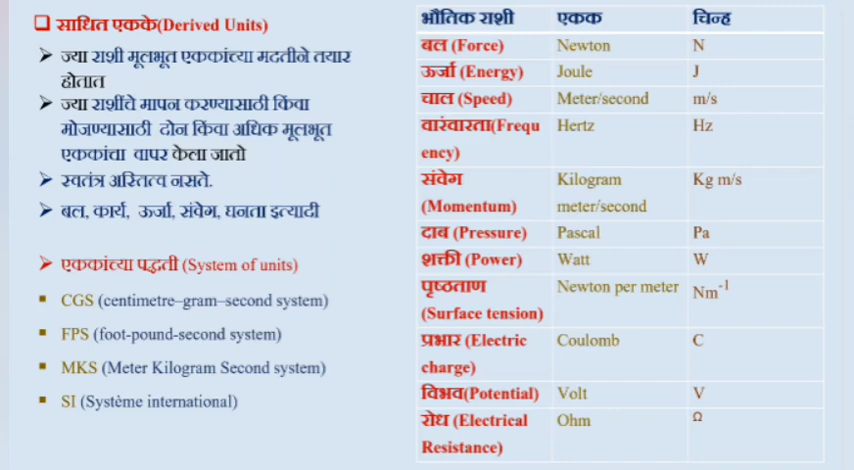 ❑ साधित एकके(Derived Units)
➢ ज्या राशी मूलभूत एककांच्या मदतीने तयार
होतात
➢ ज्या राशींचे मापन करण्यासाठी किंवा
मोजण्यासाठी दोन किंवा अधिक मूलभूत
एककांचा वापर केला जातो
➢ स्वतंत्र अस्तित्व नसते.
➢ बल, कार्य, ऊर्जा, संवेग, घनता इत्यादी
➢ एककांच्या पद्धती (System of units)
▪ CGS (centimetre–gram–second system)
▪ FPS (foot-pound-second system)
▪ MKS (Meter Kilogram Second system)
▪ SI (Système international)
भौतिक राशी एकक चिन्ह
बल (Force) Newton N
ऊर्जा (Energy) Joule J
चाल (Speed) Meter/second m/s
वारंवारता(Frequ Hertz Hz
ency)
संवेग Kilogram Kg m/s
(Momentum) meter/second
दाब (Pressure) Pascal Pa
शक्ती (Power) Watt W
पृष्ठताण Newton per meter Nm⁻¹
(Surface tension)
प्रभार (Electric Coulomb C
charge)
विभव(Potential) Volt V
रोध (Electrical Ohm Ω
Resistance)